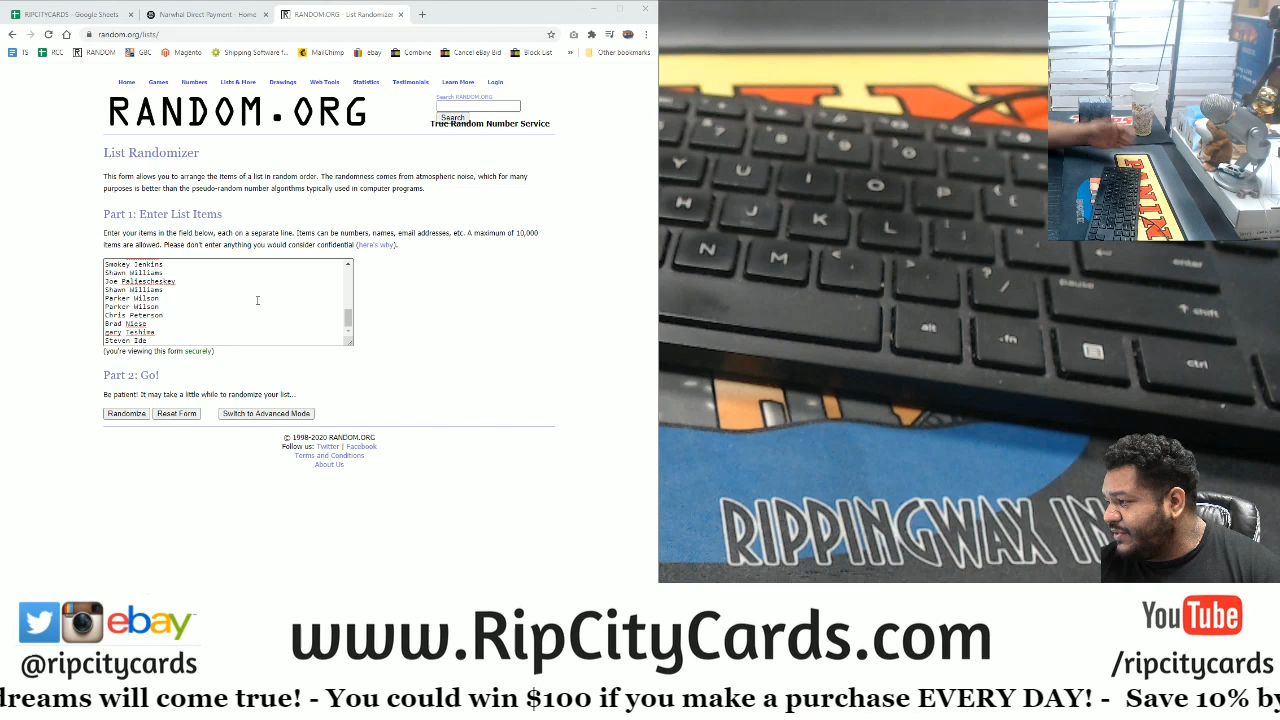 RIPCITYCARDS - Google Sheets
Narwhal Direct Payment - Home
RANDOM.ORG - List Randomizer
random.org/lists/
TS
RCC
RANDOM
GBC
Magento
Shipping Software f...
MailChimp
ebay
Combine
Cancel eBay Bid
Block List
»
Other bookmarks
Home Games Numbers Lists & More Drawings Web Tools Statistics Testimonials Learn More Login
RANDOM.ORG
Search RANDOM.ORG
Search
True Random Number Service
List Randomizer
This form allows you to arrange the items of a list in random order. The randomness comes from atmospheric noise, which for many
purposes is better than the pseudo-random number algorithms typically used in computer programs.
Part 1: Enter List Items
Enter your items in the field below, each on a separate line. Items can be numbers, names, email addresses, etc. A maximum of 10,000
items are allowed. Please don't enter anything you would consider confidential (here's why).
Smokey Jenkins
Shawn Williams
Joe Paliescheskey
Shawn Williams
Parker Wilson
Parker Wilson
Chris Peterson
Brad Niese
gary Teshima
Steven Ide
(you're viewing this form securely)
Part 2: Go!
Be patient! It may take a little while to randomize your list...
Randomize
Reset Form
Switch to Advanced Mode
© 1998-2020 RANDOM.ORG
Follow us: Twitter | Facebook
Terms and Conditions
About Us
7 8 9 0
Y U I O P
H J K L
N M
enter
pause
shift
alt
ctrl
RIPPINGWAX IN
ebay
@ripcitycards
www.RipCityCards.com
YouTube
/ripcitycards
dreams will come true! - You could win $100 if you make a purchase EVERY DAY! - Save 10% by